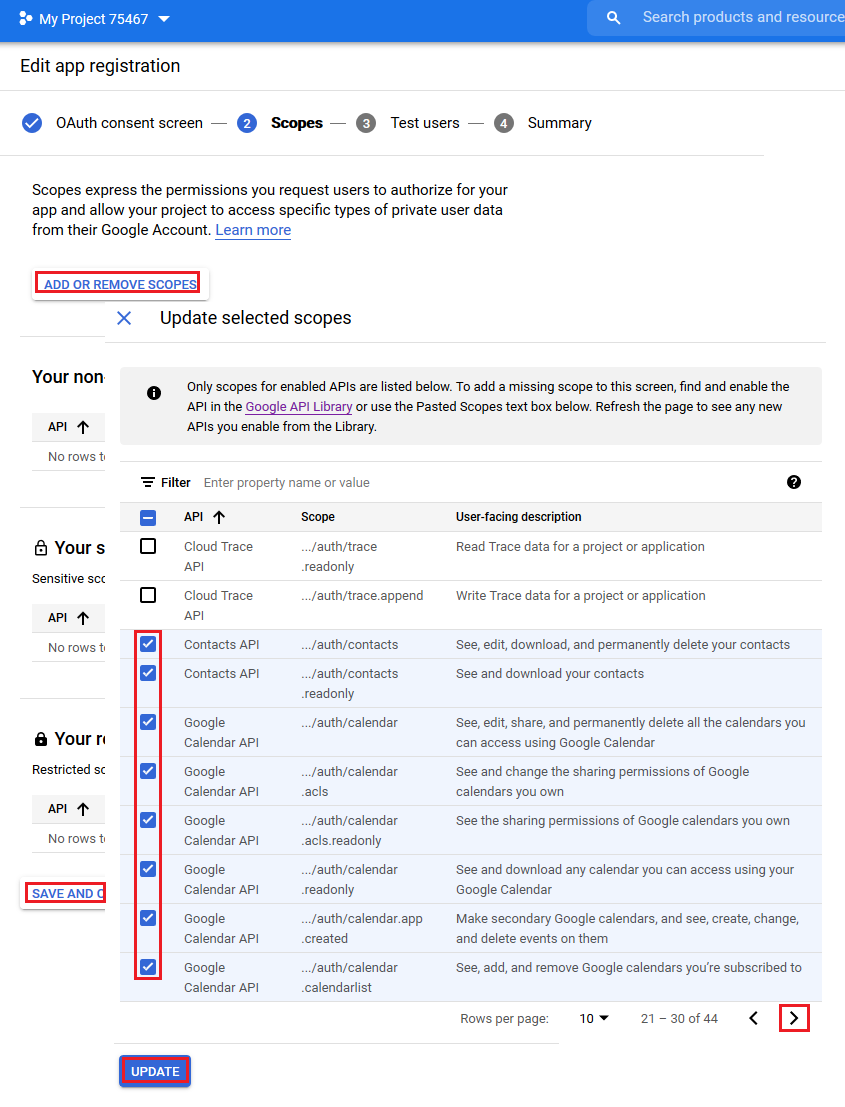 My Project 75467
Search products and resource
Edit app registration
OAuth consent screen — 2 Scopes — 3 Test users — 4 Summary
Scopes express the permissions you request users to authorize for your
app and allow your project to access specific types of private user data
from their Google Account. Learn more
ADD OR REMOVE SCOPES
Update selected scopes
Your non-
API
No rows to
Your s
Sensitive sco
API
No rows to
Your re
Restricted sc
API
No rows to
SAVE AND C
Only scopes for enabled APIs are listed below. To add a missing scope to this screen, find and enable the
API in the Google API Library or use the Pasted Scopes text box below. Refresh the page to see any new
APIs you enable from the Library.
Filter Enter property name or value
API Scope User-facing description
Cloud Trace .../auth/trace Read Trace data for a project or application
API .readonly
Cloud Trace .../auth/trace.append Write Trace data for a project or application
API
Contacts API .../auth/contacts See, edit, download, and permanently delete your contacts
Contacts API .../auth/contacts See and download your contacts
.readonly
Google .../auth/calendar See, edit, share, and permanently delete all the calendars you
Calendar API can access using Google Calendar
Google .../auth/calendar See and change the sharing permissions of Google
Calendar API .acls calendars you own
Google .../auth/calendar See the sharing permissions of Google calendars you own
Calendar API .acls.readonly
Google .../auth/calendar See and download any calendar you can access using your
Calendar API .readonly Google Calendar
Google .../auth/calendar.app Make secondary Google calendars, and see, create, change,
Calendar API .created and delete events on them
Google .../auth/calendar See, add, and remove Google calendars you're subscribed to
Calendar API .calendarlist
Rows per page: 10 21 – 30 of 44
UPDATE